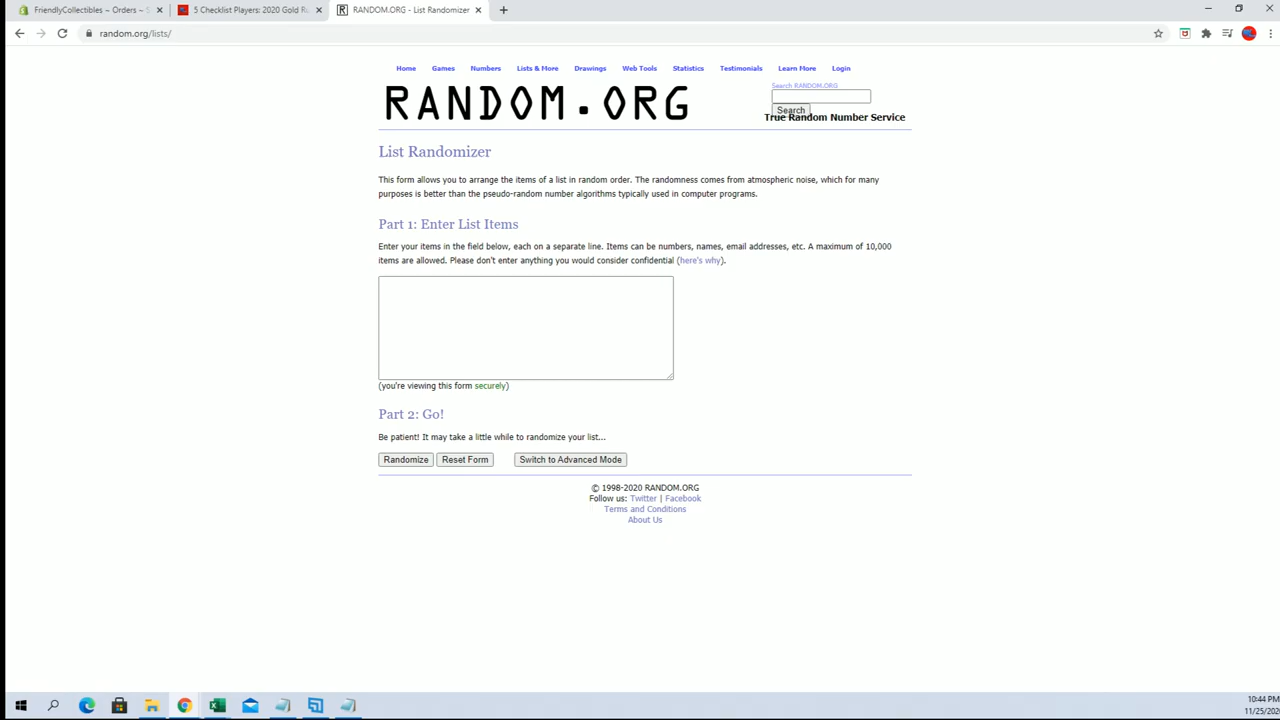 FriendlyCollectibles – Orders – S
5 Checklist Players: 2020 Gold R
RANDOM.ORG - List Randomizer
random.org/lists/
Home Games Numbers Lists & More Drawings Web Tools Statistics Testimonials Learn More Login
Search RANDOM.ORG
RANDOM.ORG
Search
True Random Number Service
List Randomizer
This form allows you to arrange the items of a list in random order. The randomness comes from atmospheric noise, which for many
purposes is better than the pseudo-random number algorithms typically used in computer programs.
Part 1: Enter List Items
Enter your items in the field below, each on a separate line. Items can be numbers, names, email addresses, etc. A maximum of 10,000
items are allowed. Please don't enter anything you would consider confidential (here's why).
(you're viewing this form securely)
Part 2: Go!
Be patient! It may take a little while to randomize your list...
Randomize Reset Form Switch to Advanced Mode
© 1998-2020 RANDOM.ORG
Follow us: Twitter | Facebook
Terms and Conditions
About Us
10:44 PM
11/25/202